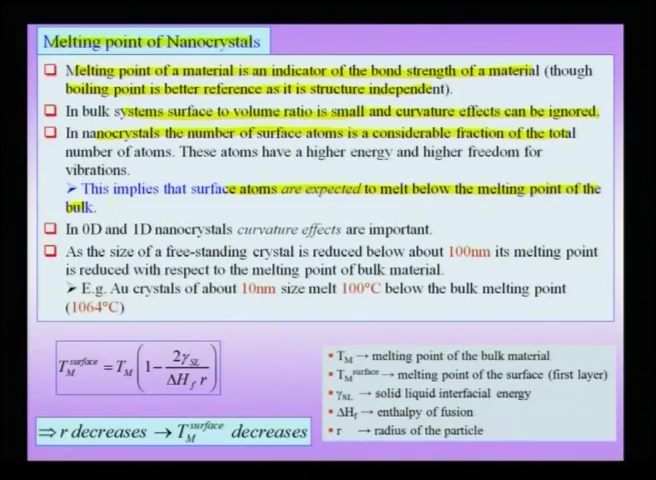 Melting point of Nanocrystals
❑ Melting point of a material is an indicator of the bond strength of a material (though
boiling point is better reference as it is structure independent).
❑ In bulk systems surface to volume ratio is small and curvature effects can be ignored.
❑ In nanocrystals the number of surface atoms is a considerable fraction of the total
number of atoms. These atoms have a higher energy and higher freedom for
vibrations.
➢ This implies that surface atoms are expected to melt below the melting point of the
bulk.
❑ In 0D and 1D nanocrystals curvature effects are important.
❑ As the size of a free-standing crystal is reduced below about 100nm its melting point
is reduced with respect to the melting point of bulk material.
➢ E.g. Au crystals of about 10nm size melt 100°C below the bulk melting point
(1064°C)
T_M^surface = T_M (1 − 2γ_SL / ΔH_f r)
⇒ r decreases → T_M^surface decreases
▪ T_M → melting point of the bulk material
▪ T_M^surface → melting point of the surface (first layer)
▪ γ_SL → solid liquid interfacial energy
▪ ΔH_f → enthalpy of fusion
▪ r → radius of the particle